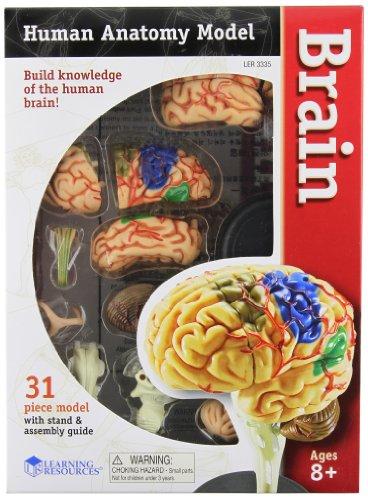 Human Anatomy Model
LER 3335
Build knowledge
of the human
brain!
Brain
31
piece model
with stand &
assembly guide
LEARNING
RESOURCES®
WARNING:
CHOKING HAZARD - Small parts.
Not for children under 3 years.
Ages
8+